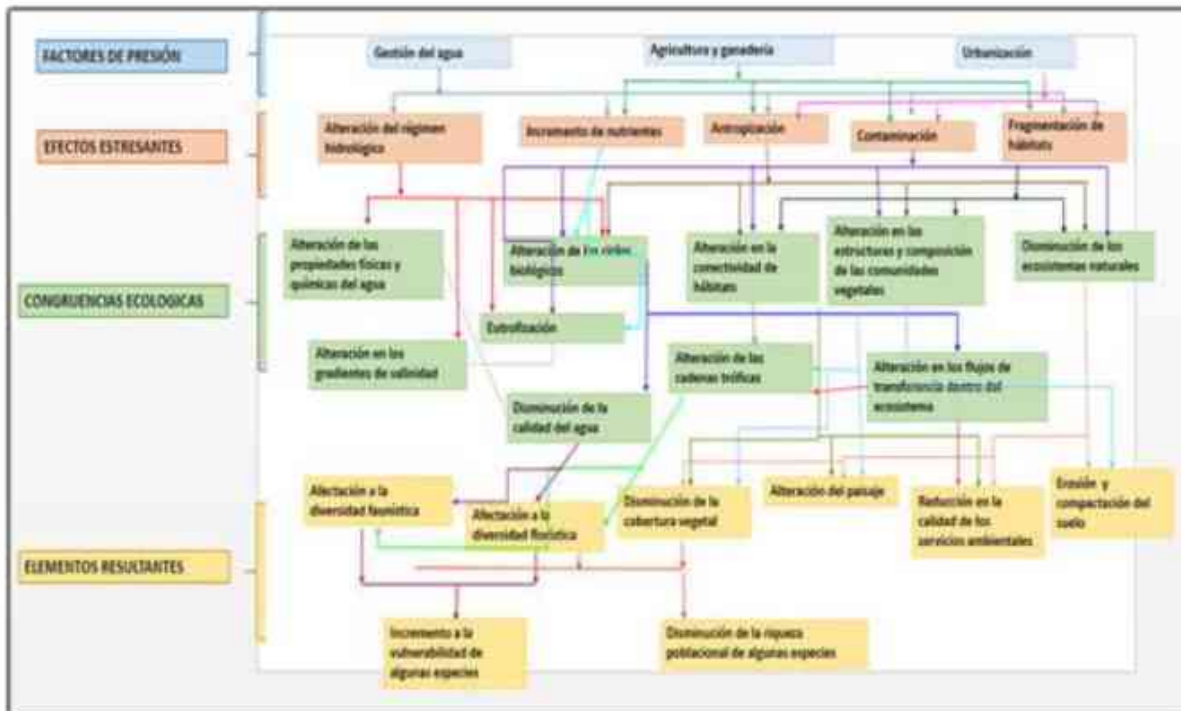 FACTORES DE PRESIÓN
Gestión del agua
Agricultura y ganadería
Urbanización
EFECTOS ESTRESANTES
Alteración del régimen
hidrológico
Incremento de nutrientes
Antropización
Contaminación
Fragmentación de
hábitats
CONGRUENCIAS ECOLOGICAS
Alteración de las
propiedades físicas y
químicas del agua
Alteración de los ciclos
biológicos
Alteración en la
conectividad de
hábitats
Alteración en las
estructuras y composición
de las comunidades
vegetales
Disminución de los
ecosistemas naturales
Eutrofización
Alteración en los
gradientes de salinidad
Alteración de las
cadenas tróficas
Alteración en los flujos de
transferencia dentro del
ecosistema
Disminución de la
calidad del agua
ELEMENTOS RESULTANTES
Afectación a la
diversidad faunística
Afectación a la
diversidad florística
Disminución de la
cobertura vegetal
Alteración del paisaje
Reducción en la
calidad de los
servicios ambientales
Erosión y
compactación del
suelo
Incremento a la
vulnerabilidad de
algunas especies
Disminución de la riqueza
poblacional de algunas especies